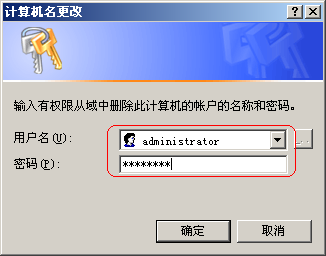 计算机名更改
输入有权限从域中删除此计算机的帐户的名称和密码。
用户名(U): administrator ...
密码(P): ********
确定 取消